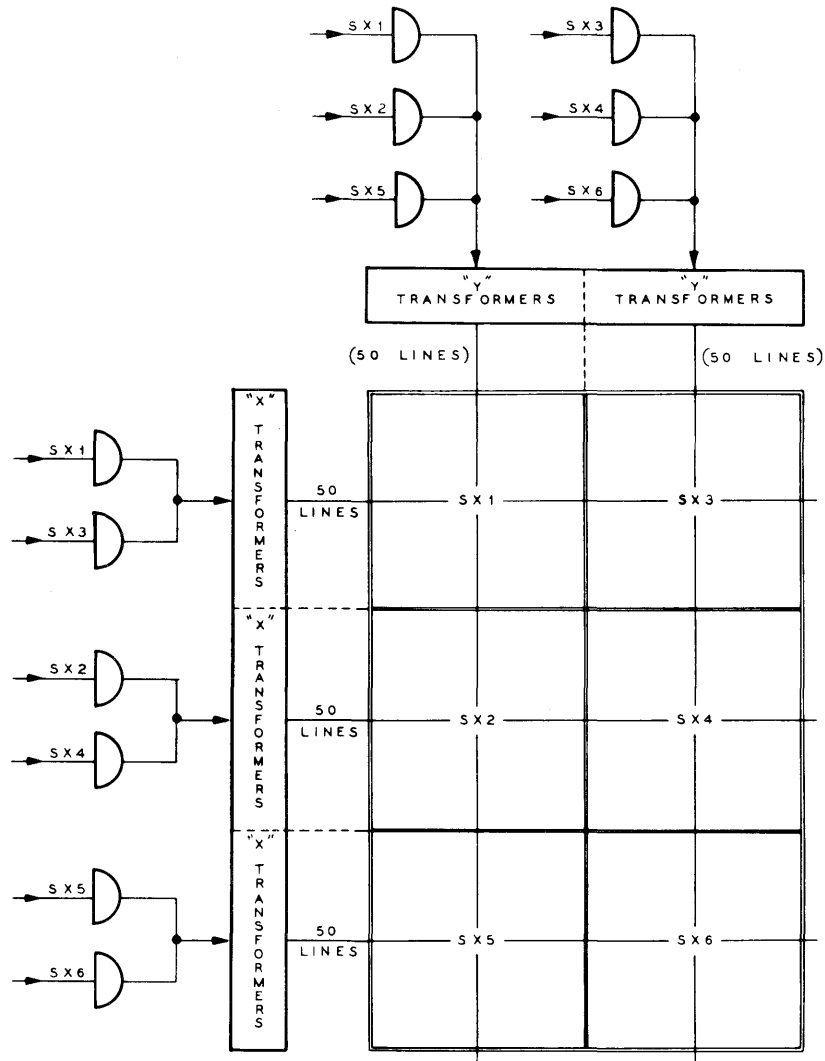 SX1
SX3
SX2
SX4
SX5
SX6
"Y"
TRANSFORMERS
"Y"
TRANSFORMERS
(50 LINES)
(50 LINES)
"X"
TRANSFORMERS
SX1
SX3
50
LINES
SX1
SX3
"X"
TRANSFORMERS
SX2
SX4
50
LINES
SX2
SX4
"X"
TRANSFORMERS
SX5
SX6
50
LINES
SX5
SX6